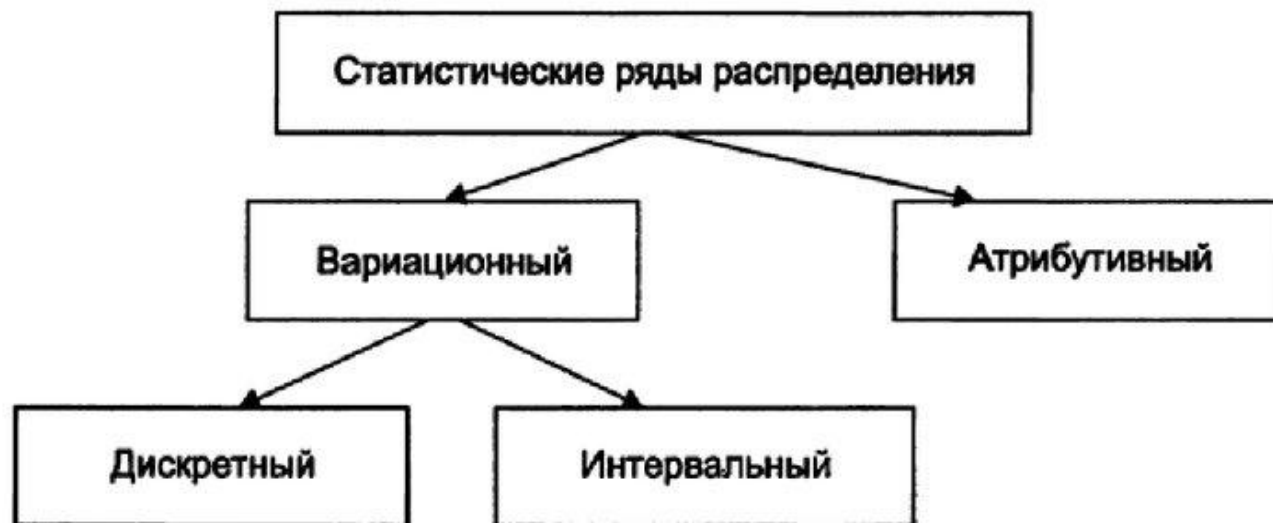 Статистические ряды распределения
Вариационный
Атрибутивный
Дискретный
Интервальный